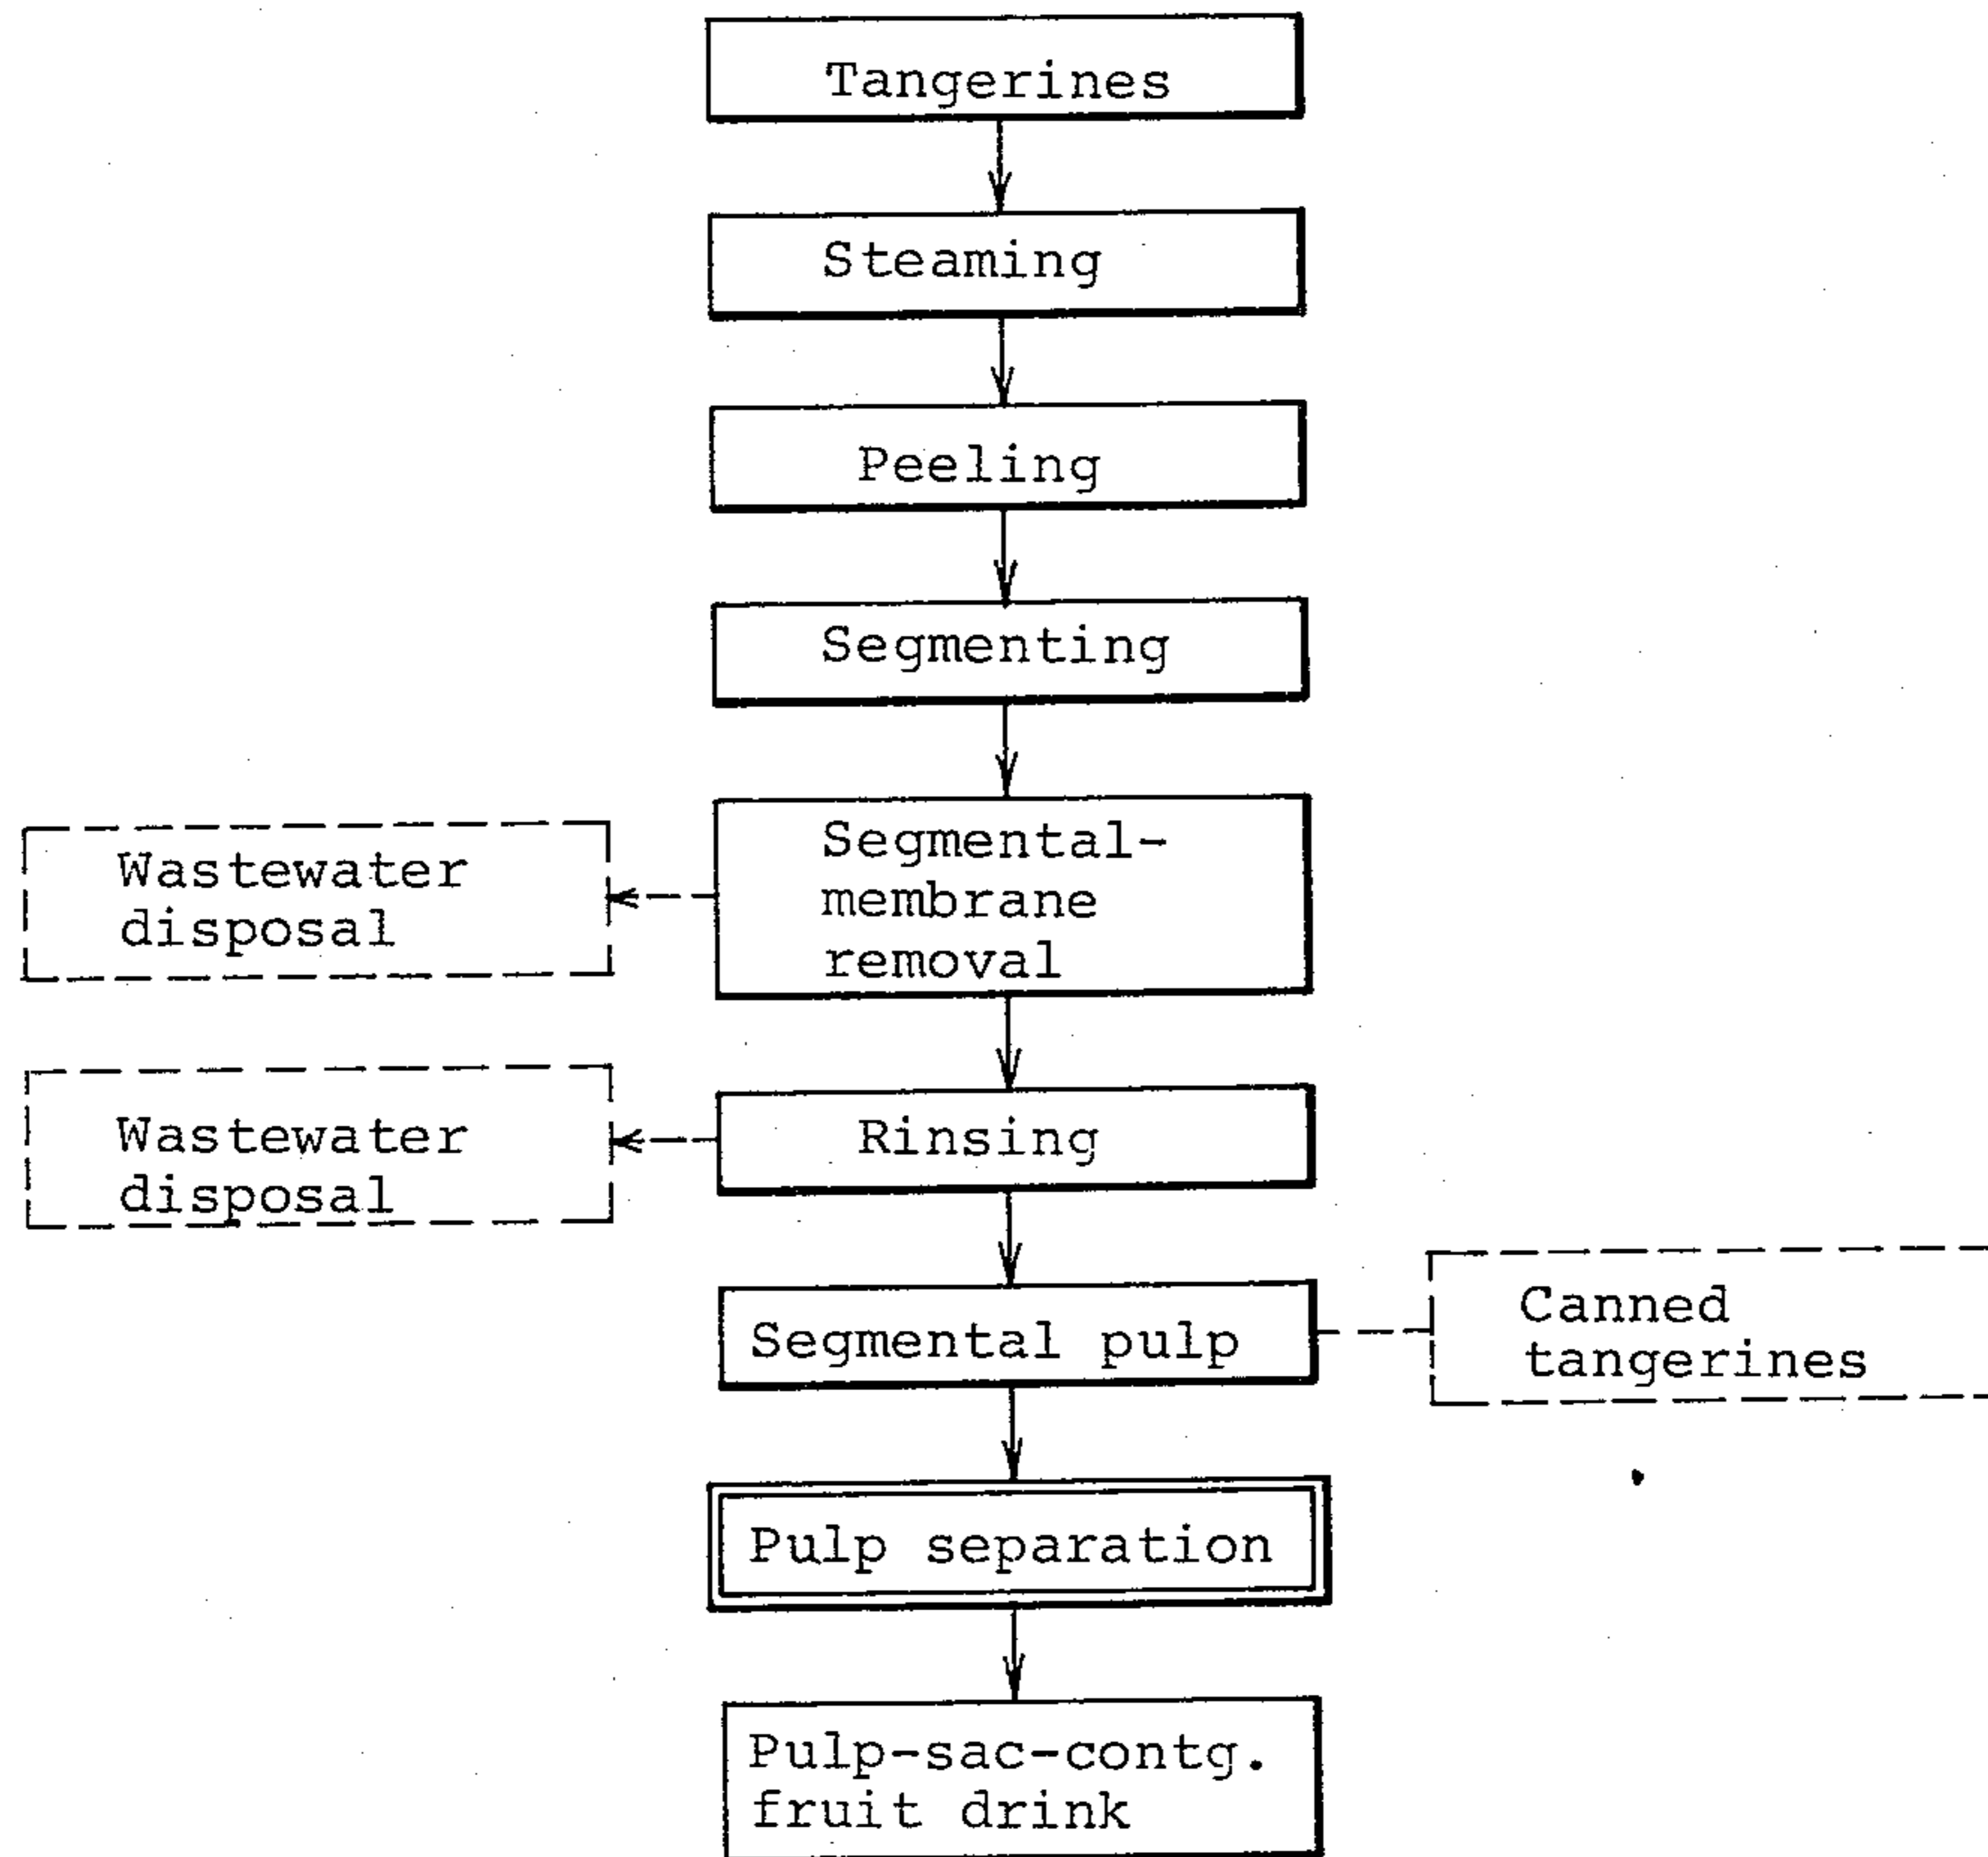 Tangerines
Steaming
Peeling
Segmenting
Segmental-
membrane
removal
Wastewater
disposal
Rinsing
Wastewater
disposal
Segmental pulp
Canned
tangerines
Pulp separation
Pulp-sac-contg.
fruit drink